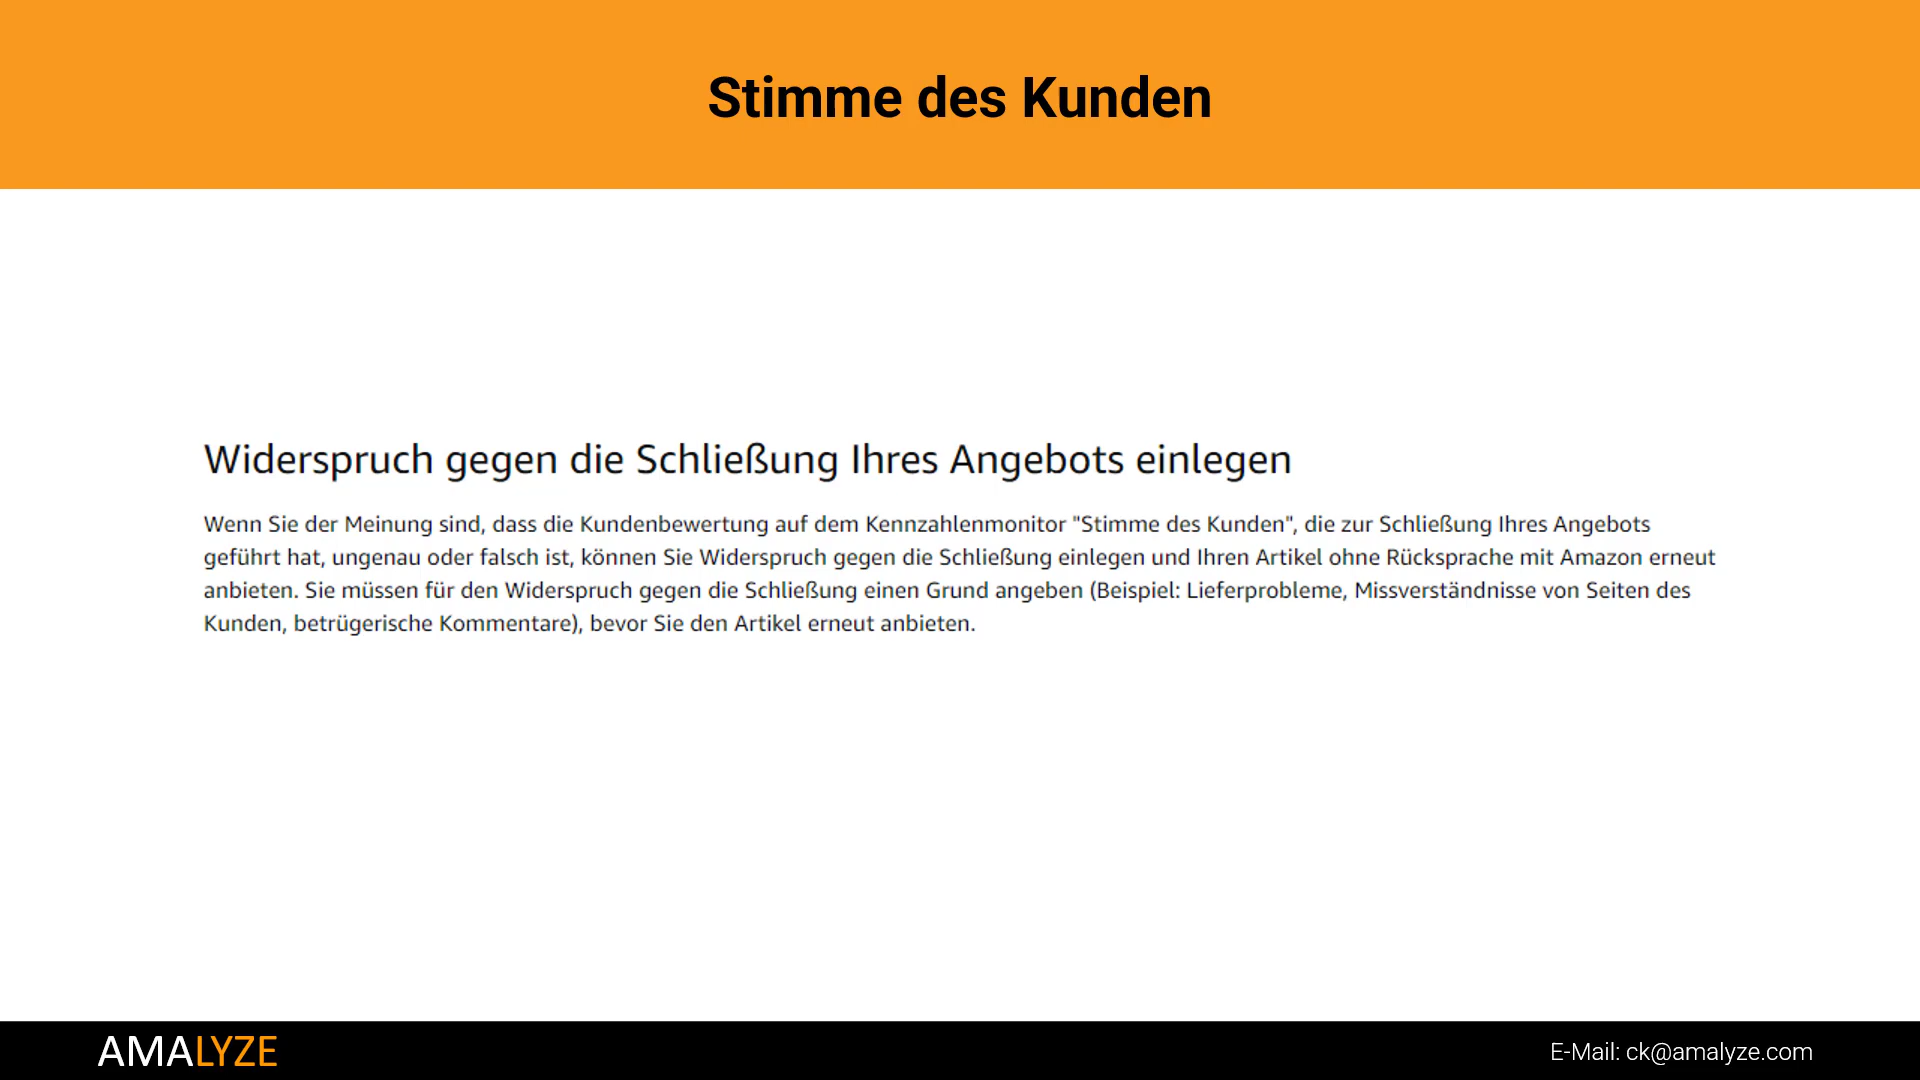 Stimme des Kunden
Widerspruch gegen die Schließung Ihres Angebots einlegen
Wenn Sie der Meinung sind, dass die Kundenbewertung auf dem Kennzahlenmonitor "Stimme des Kunden", die zur Schließung Ihres Angebots
geführt hat, ungenau oder falsch ist, können Sie Widerspruch gegen die Schließung einlegen und Ihren Artikel ohne Rücksprache mit Amazon erneut
anbieten. Sie müssen für den Widerspruch gegen die Schließung einen Grund angeben (Beispiel: Lieferprobleme, Missverständnisse von Seiten des
Kunden, betrügerische Kommentare), bevor Sie den Artikel erneut anbieten.
AMALYZE
E-Mail: ck@amalyze.com